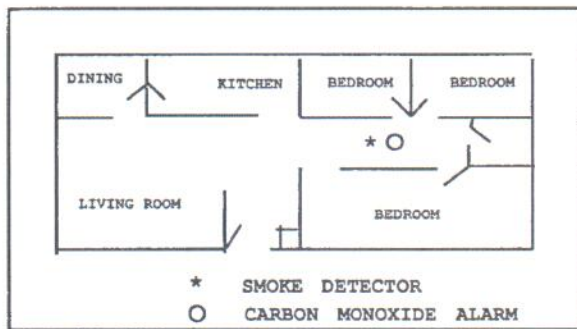 DINING
KITCHEN
BEDROOM
BEDROOM
* O
LIVING ROOM
BEDROOM
* SMOKE DETECTOR
O CARBON MONOXIDE ALARM